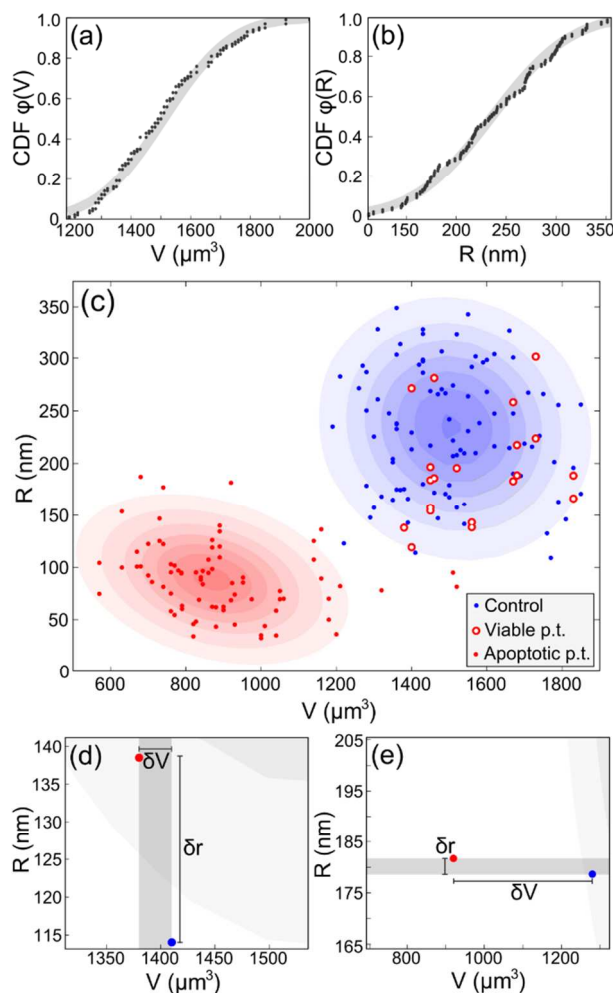 (a)
CDF φ(V)
1.0
0.8
0.6
0.4
0.2
0
1200 1400 1600 1800 2000
V (µm³)
(b)
CDF φ(R)
1.0
0.8
0.6
0.4
0.2
0
0 150 200 250 300 350
R (nm)
(c)
R (nm)
350
300
250
200
150
100
50
0
600 800 1000 1200 1400 1600 1800
V (µm³)
Control
Viable p.t.
Apoptotic p.t.
(d)
R (nm)
140
135
130
125
120
115
δV
δr
1350 1400 1450 1500
V (µm³)
(e)
R (nm)
205
195
185
175
165
δr
δV
800 1000 1200
V (µm³)